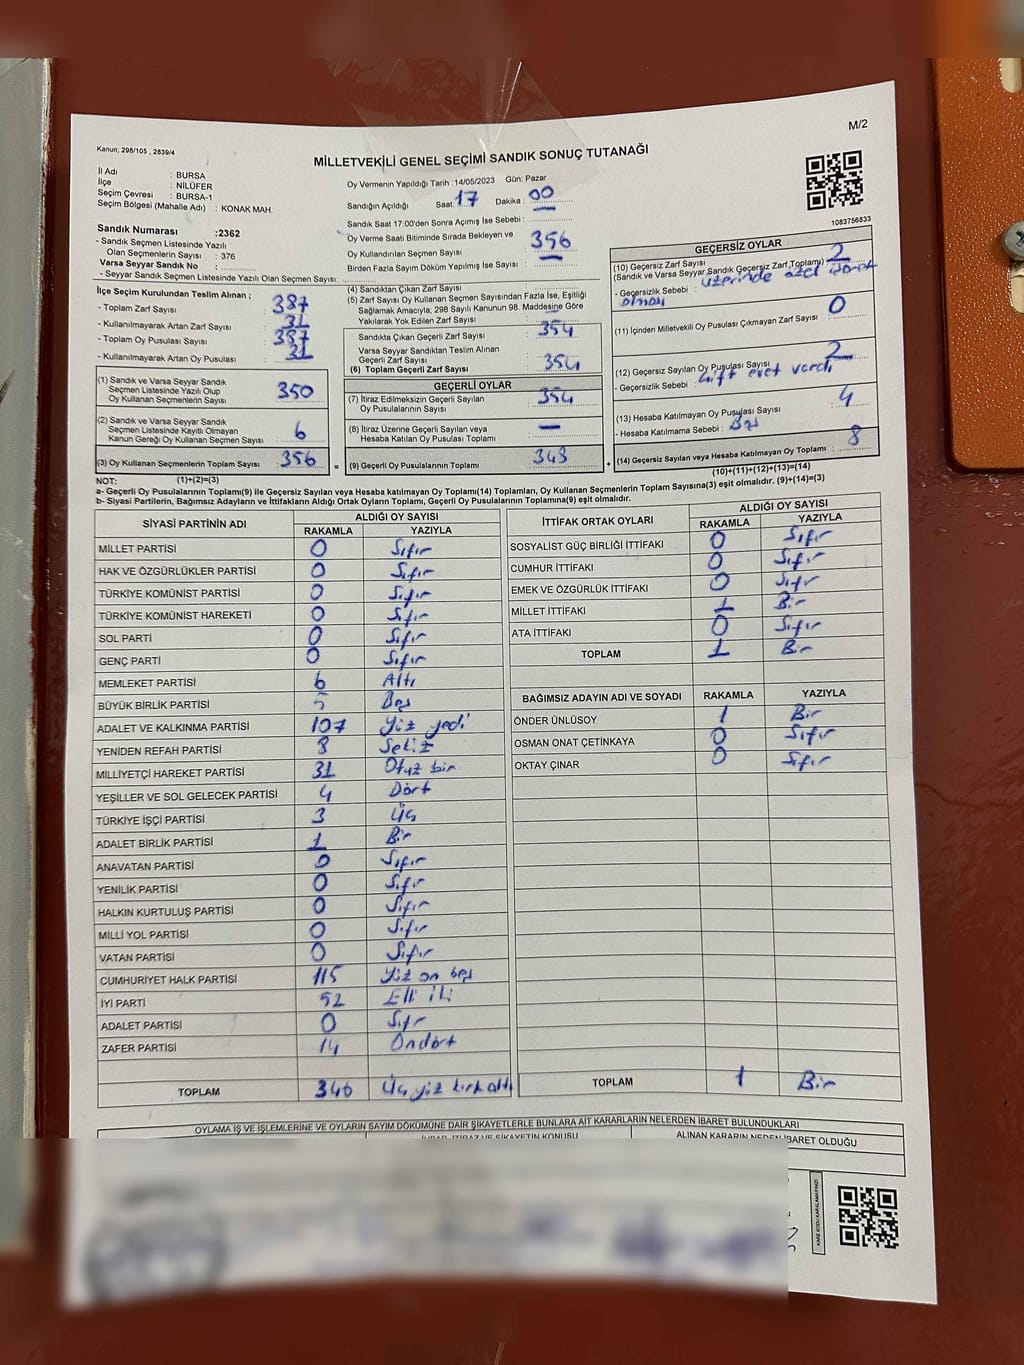 M/2
Kanun; 298/105 , 2839/4
MİLLETVEKİLİ GENEL SEÇİMİ SANDIK SONUÇ TUTANAĞI
İl Adı : BURSA
İlçe : NİLÜFER
Seçim Çevresi : BURSA-1
Seçim Bölgesi (Mahalle Adı) : KONAK MAH.
Oy Vermenin Yapıldığı Tarih :14/05/2023 Gün: Pazar
Sandığın Açıldığı Saat: 17 Dakika : 00
Sandık Saat 17:00'den Sonra Açımış İse Sebebi :
Oy Verme Saati Bitiminde Sırada Bekleyen ve
Oy Kullandırılan Seçmen Sayısı : 356
Birden Fazla Sayım Döküm Yapılmış İse Sayısı :
1083756833
Sandık Numarası :2362
- Sandık Seçmen Listesinde Yazılı
Olan Seçmenlerin Sayısı : 376
Varsa Seyyar Sandık No :
- Seyyar Sandık Seçmen Listesinde Yazılı Olan Seçmen Sayısı:
İlçe Seçim Kurulundan Teslim Alınan ;
- Toplam Zarf Sayısı : 387
- Kullanılmayarak Artan Zarf Sayısı : 31
- Toplam Oy Pusulası Sayısı : 387
- Kullanılmayarak Artan Oy Pusulası : 31
(1) Sandık ve Varsa Seyyar Sandık
Seçmen Listesinde Yazılı Olup
Oy Kullanan Seçmenlerin Sayısı : 350
(2) Sandık ve Varsa Seyyar Sandık
Seçmen Listesinde Kayıtlı Olmayan
Kanun Gereği Oy Kullanan Seçmen Sayısı : 6
(3) Oy Kullanan Seçmenlerin Toplam Sayısı : 356
(4) Sandıktan Çıkan Zarf Sayısı :
(5) Zarf Sayısı Oy Kullanan Seçmen Sayısından Fazla İse, Eşitliği
Sağlamak Amacıyla; 298 Sayılı Kanunun 98. Maddesine Göre
Yakılarak Yok Edilen Zarf Sayısı :
Sandıkta Çıkan Geçerli Zarf Sayısı : 354
Varsa Seyyar Sandıktan Teslim Alınan
Geçerli Zarf Sayısı :
(6) Toplam Geçerli Zarf Sayısı : 354
GEÇERLİ OYLAR
(7) İtiraz Edilmeksizin Geçerli Sayılan
Oy Pusulalarının Sayısı : 354
(8) İtiraz Üzerine Geçerli Sayılan veya
Hesaba Katılan Oy Pusulası Toplamı : —
(9) Geçerli Oy Pusulalarının Toplamı : 348
GEÇERSİZ OYLAR
(10) Geçersiz Zarf Sayısı : 2
(Sandık ve Varsa Seyyar Sandık Geçersiz Zarf Toplamı)
- Geçersizlik Sebebi : üzerinde özel işaret
olması
(11) İçinden Milletvekili Oy Pusulası Çıkmayan Zarf Sayısı : 0
(12) Geçersiz Sayılan Oy Pusulası Sayısı : 2
- Geçersizlik Sebebi : Çift evet vardı
(13) Hesaba Katılmayan Oy Pusulası Sayısı : 4
- Hesaba Katılmama Sebebi : Boş
(14) Geçersiz Sayılan veya Hesaba Katılmayan Oy Toplamı : 8
(10)+(11)+(12)+(13)=(14)
NOT: (1)+(2)=(3)
a- Geçerli Oy Pusulalarının Toplamı(9) ile Geçersiz Sayılan veya Hesaba katılmayan Oy Toplamı(14) Toplamları, Oy Kullanan Seçmenlerin Toplam Sayısına(3) eşit olmalıdır. (9)+(14)=(3)
b- Siyasi Partilerin, Bağımsız Adayların ve İttifakların Aldığı Ortak Oyların Toplamı, Geçerli Oy Pusulalarının Toplamına(9) eşit olmalıdır.
SİYASİ PARTİNİN ADI ALDIĞI OY SAYISI
RAKAMLA YAZIYLA
MİLLET PARTİSİ 0 Sıfır
HAK VE ÖZGÜRLÜKLER PARTİSİ 0 Sıfır
TÜRKİYE KOMÜNİST PARTİSİ 0 Sıfır
TÜRKİYE KOMÜNİST HAREKETİ 0 Sıfır
SOL PARTİ 0 Sıfır
GENÇ PARTİ 0 Sıfır
MEMLEKET PARTİSİ 6 Altı
BÜYÜK BİRLİK PARTİSİ 5 Beş
ADALET VE KALKINMA PARTİSİ 107 Yüz yedi
YENİDEN REFAH PARTİSİ 8 Sekiz
MİLLİYETÇİ HAREKET PARTİSİ 31 Otuz bir
YEŞİLLER VE SOL GELECEK PARTİSİ 4 Dört
TÜRKİYE İŞÇİ PARTİSİ 3 Üç
ADALET BİRLİK PARTİSİ 1 Bir
ANAVATAN PARTİSİ 0 Sıfır
YENİLİK PARTİSİ 0 Sıfır
HALKIN KURTULUŞ PARTİSİ 0 Sıfır
MİLLİ YOL PARTİSİ 0 Sıfır
VATAN PARTİSİ 0 Sıfır
CUMHURİYET HALK PARTİSİ 115 Yüz on beş
İYİ PARTİ 52 Elli iki
ADALET PARTİSİ 0 Sıfır
ZAFER PARTİSİ 14 Ondört
TOPLAM 346 Üç yüz kırk altı
İTTİFAK ORTAK OYLARI ALDIĞI OY SAYISI
RAKAMLA YAZIYLA
SOSYALİST GÜÇ BİRLİĞİ İTTİFAKI 0 Sıfır
CUMHUR İTTİFAKI 0 Sıfır
EMEK VE ÖZGÜRLÜK İTTİFAKI 0 Sıfır
MİLLET İTTİFAKI 1 Bir
ATA İTTİFAKI 0 Sıfır
TOPLAM 1 Bir
BAĞIMSIZ ADAYIN ADI VE SOYADI RAKAMLA YAZIYLA
ÖNDER ÜNLÜSOY 1 Bir
OSMAN ONAT ÇETİNKAYA 0 Sıfır
OKTAY ÇINAR 0 Sıfır
TOPLAM 1 Bir
OYLAMA İŞ VE İŞLEMLERİNE VE OYLARIN SAYIM DÖKÜMÜNE DAİR ŞİKAYETLERLE BUNLARA AİT KARARLARIN NELERDEN İBARET BULUNDUKLARI
İHBAR, İTİRAZ VE ŞİKAYETİN KONUSU ALINAN KARARIN NEDEN İBARET OLDUĞU
KARE KODU KARALAMAYINIZ!